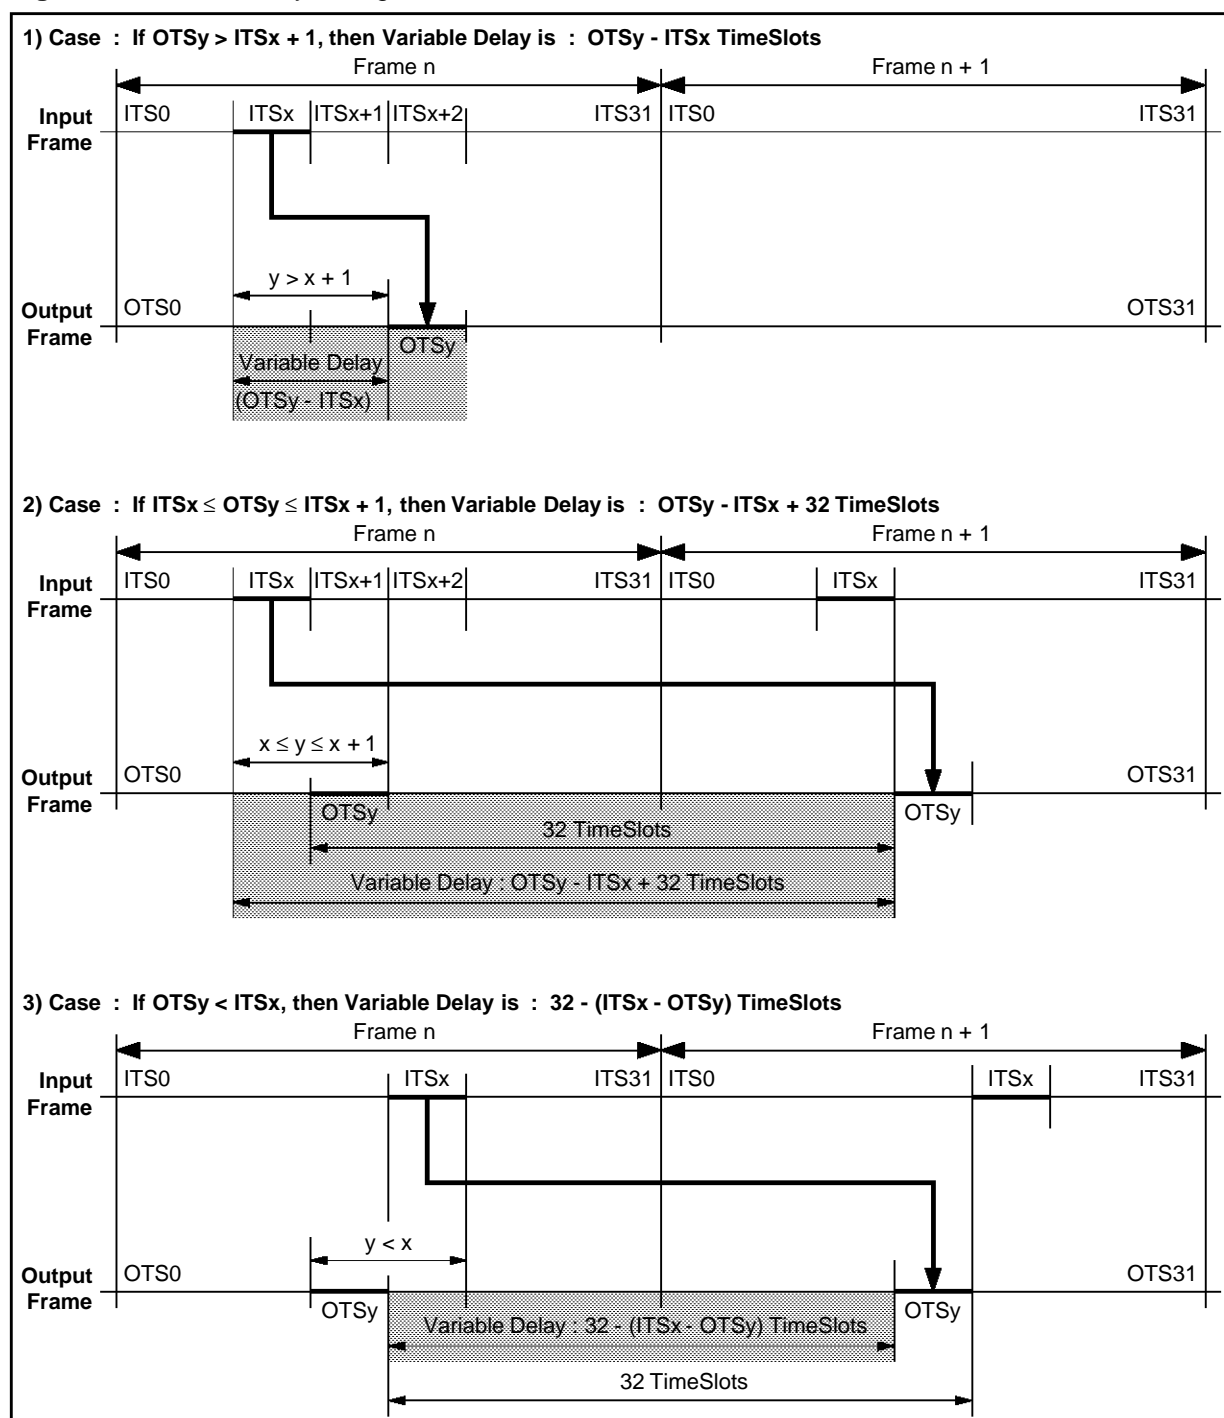 1) Case : If OTSy > ITSx + 1, then Variable Delay is : OTSy - ITSx TimeSlots
Frame n Frame n + 1
Input Frame
ITS0 ITSx ITSx+1 ITSx+2 ITS31 ITS0 ITS31
y > x + 1
Output Frame
OTS0 OTS31
OTSy
Variable Delay
(OTSy - ITSx)
2) Case : If ITSx ≤ OTSy ≤ ITSx + 1, then Variable Delay is : OTSy - ITSx + 32 TimeSlots
Frame n Frame n + 1
Input Frame
ITS0 ITSx ITSx+1 ITSx+2 ITS31 ITS0 ITSx ITS31
x ≤ y ≤ x + 1
Output Frame
OTS0 OTS31
OTSy OTSy
32 TimeSlots
Variable Delay : OTSy - ITSx + 32 TimeSlots
3) Case : If OTSy < ITSx, then Variable Delay is : 32 - (ITSx - OTSy) TimeSlots
Frame n Frame n + 1
Input Frame
ITS0 ITSx ITS31 ITS0 ITSx ITS31
y < x
Output Frame
OTS0 OTS31
OTSy OTSy
Variable Delay : 32 - (ITSx - OTSy) TimeSlots
32 TimeSlots